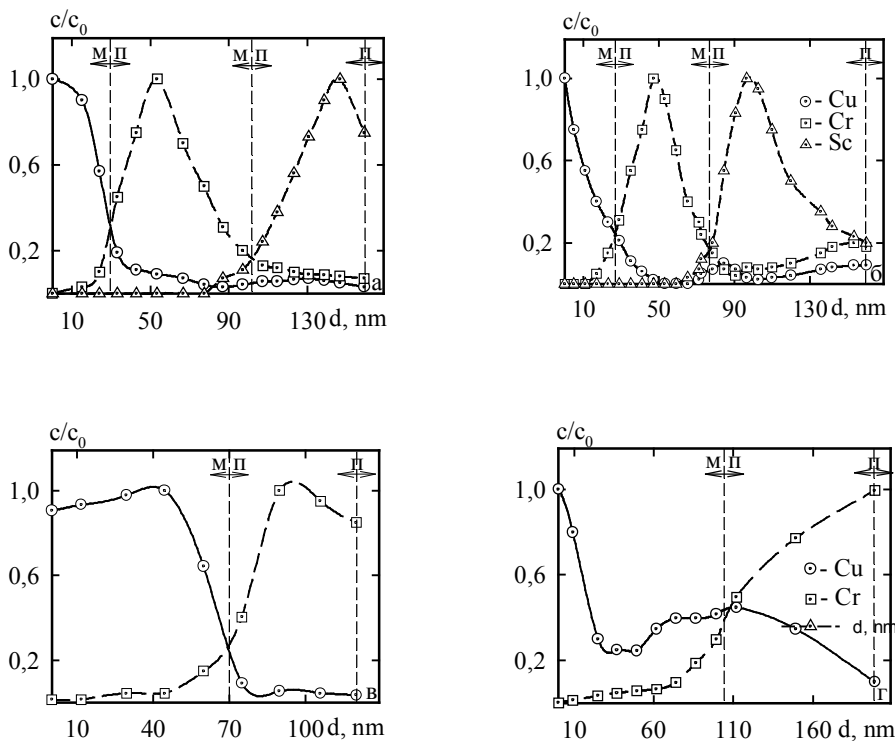 c/c0
м п
м п
п
1,0
0,6
0,2
а
10 50 90 130 d, nm
c/c0
м п
м п
п
1,0
0,6
0,2
- Cu
- Cr
- Sc
б
10 50 90 130 d, nm
c/c0
м п
п
1,0
0,6
0,2
в
10 40 70 100 d, nm
c/c0
м п
п
1,0
0,6
0,2
- Cu
- Cr
d, nm
г
10 60 110 160 d, nm